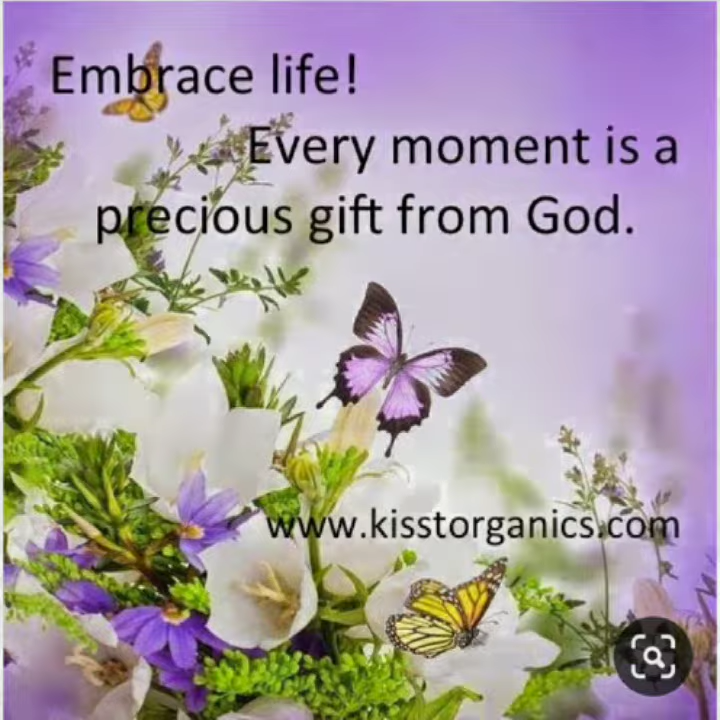 Embrace life!
Every moment is a
precious gift from God.
www.kisstorganics.com